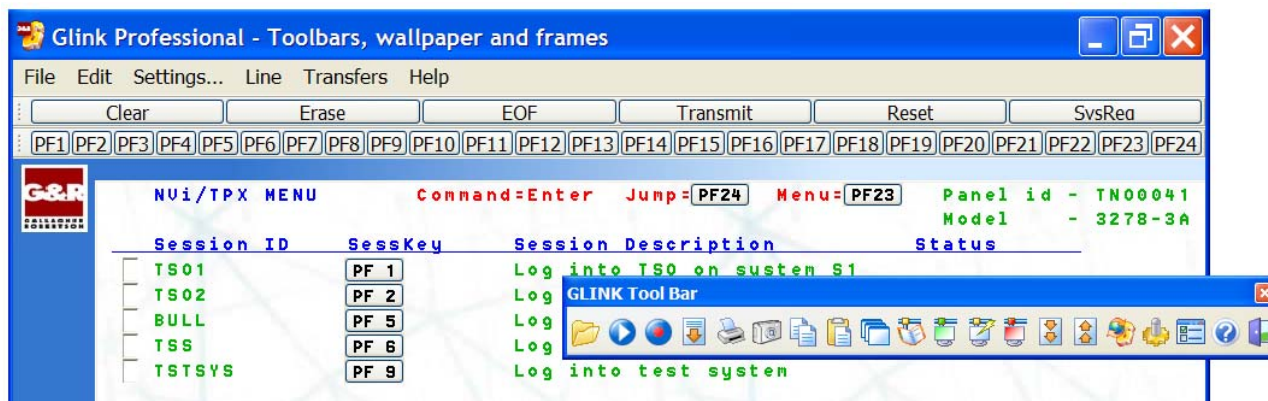 Glink Professional - Toolbars, wallpaper and frames
File Edit Settings... Line Transfers Help
Clear Erase EOF Transmit Reset SysReq
PF1 PF2 PF3 PF4 PF5 PF6 PF7 PF8 PF9 PF10 PF11 PF12 PF13 PF14 PF15 PF16 PF17 PF18 PF19 PF20 PF21 PF22 PF23 PF24
G&R
GALLAGHER
ROBERTSON
NVi/TPX MENU Command=Enter Jump=PF24 Menu=PF23 Panel id - TNO0041
Model - 3278-3A
Session ID SessKey Session Description Status
TSO1 PF 1 Log into TSO on system S1
TSO2 PF 2 Log
GLINK Tool Bar
BULL PF 5 Log
TSS PF 6 Log
TSTSYS PF 9 Log into test system